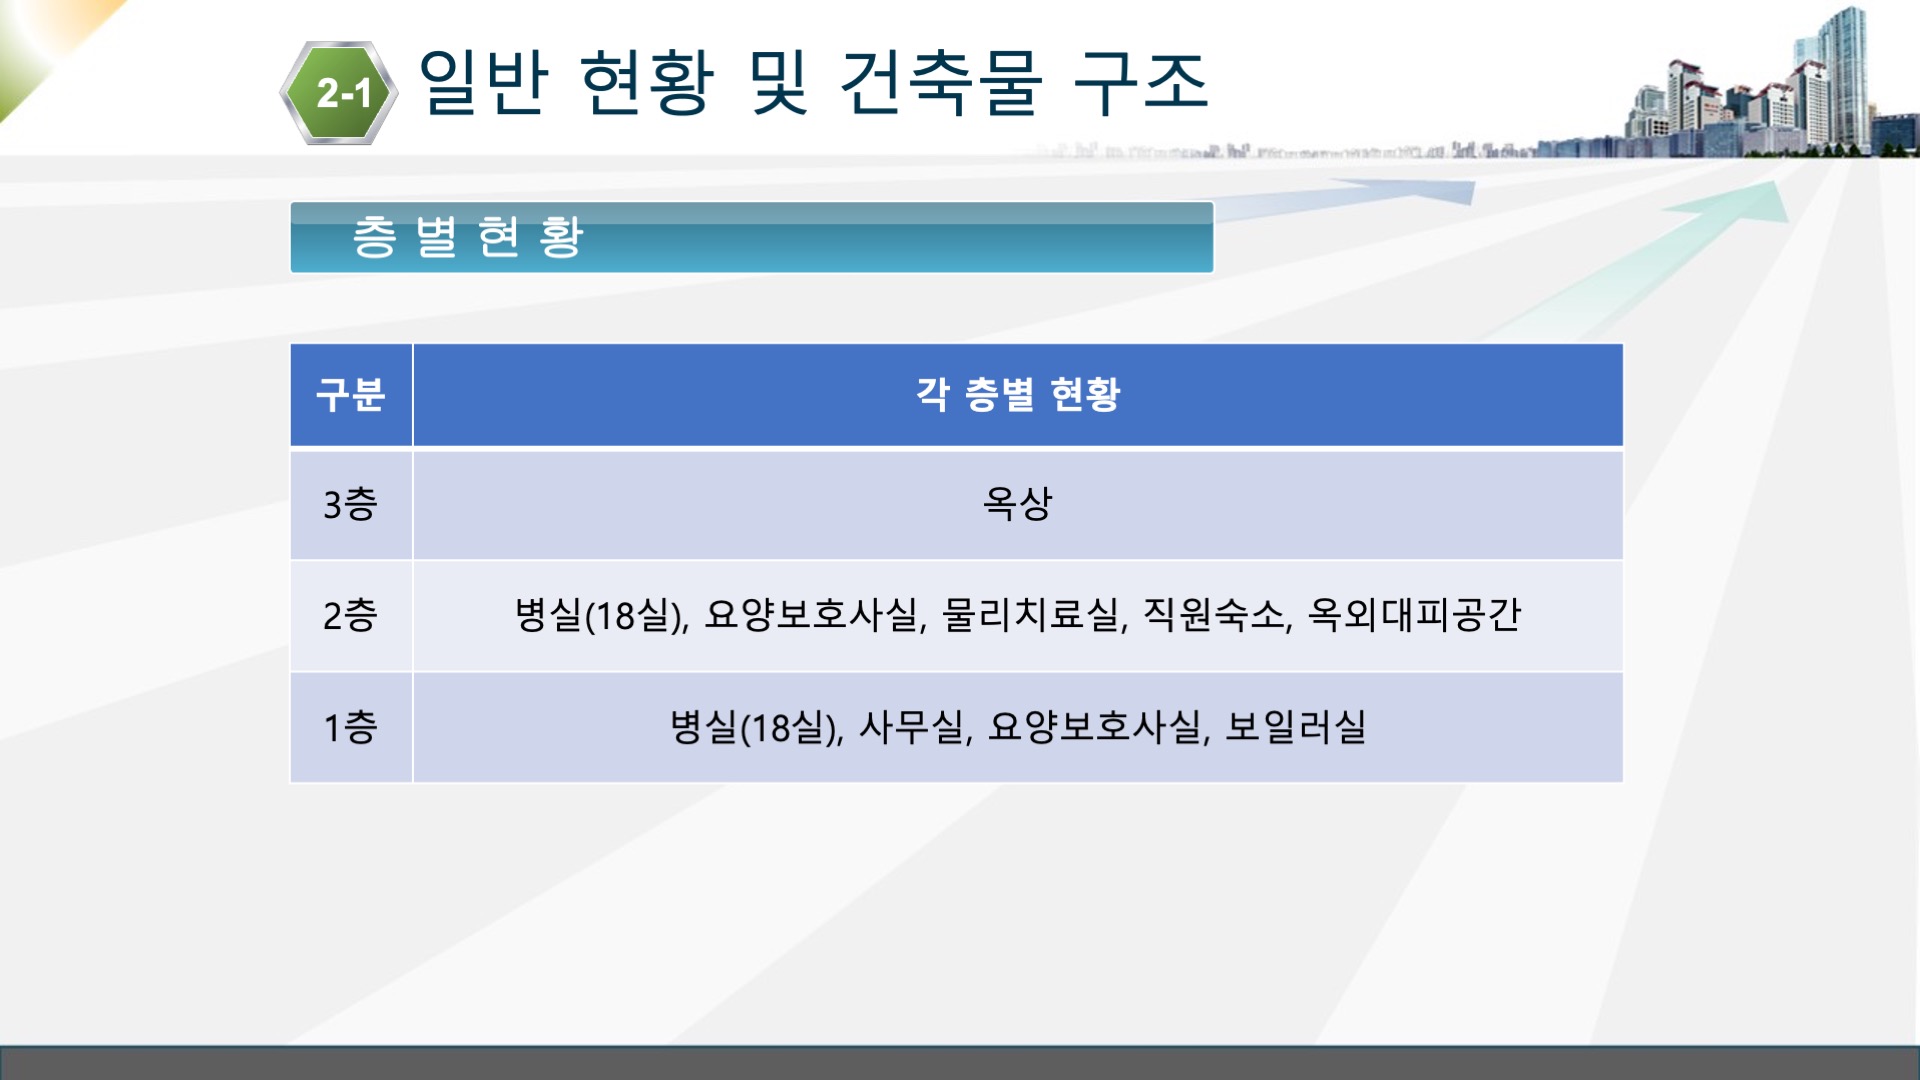 2-1
일반 현황 및 건축물 구조
층 별 현 황
구분 각 층별 현황
3층 옥상
2층 병실(18실), 요양보호사실, 물리치료실, 직원숙소, 옥외대피공간
1층 병실(18실), 사무실, 요양보호사실, 보일러실